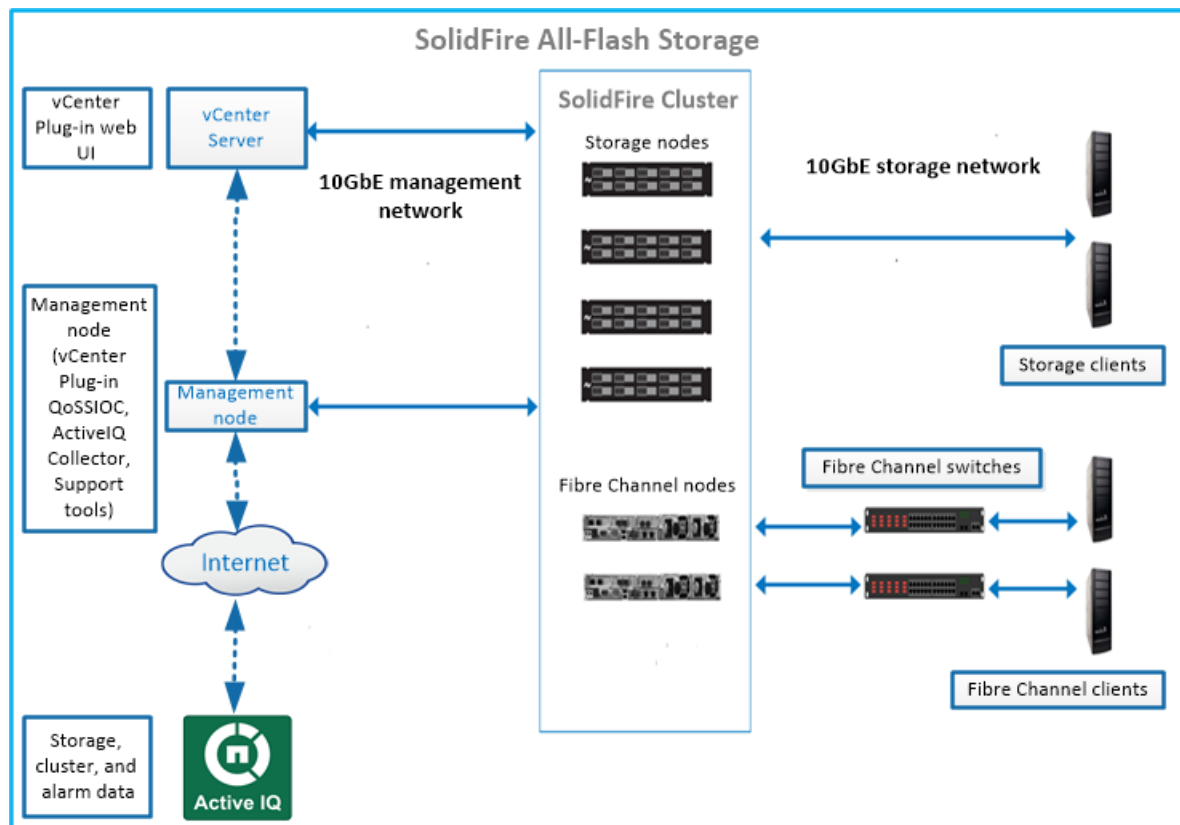 SolidFire All-Flash Storage
vCenter
Plug-in web
UI
vCenter
Server
10GbE management
network
SolidFire Cluster
Storage nodes
10GbE storage network
Storage clients
Management
node
(vCenter
Plug-in
QoSSIOC,
ActiveIQ
Collector,
Support
tools)
Management
node
Fibre Channel nodes
Fibre Channel switches
Fibre Channel clients
Internet
Storage,
cluster, and
alarm data
Active IQ